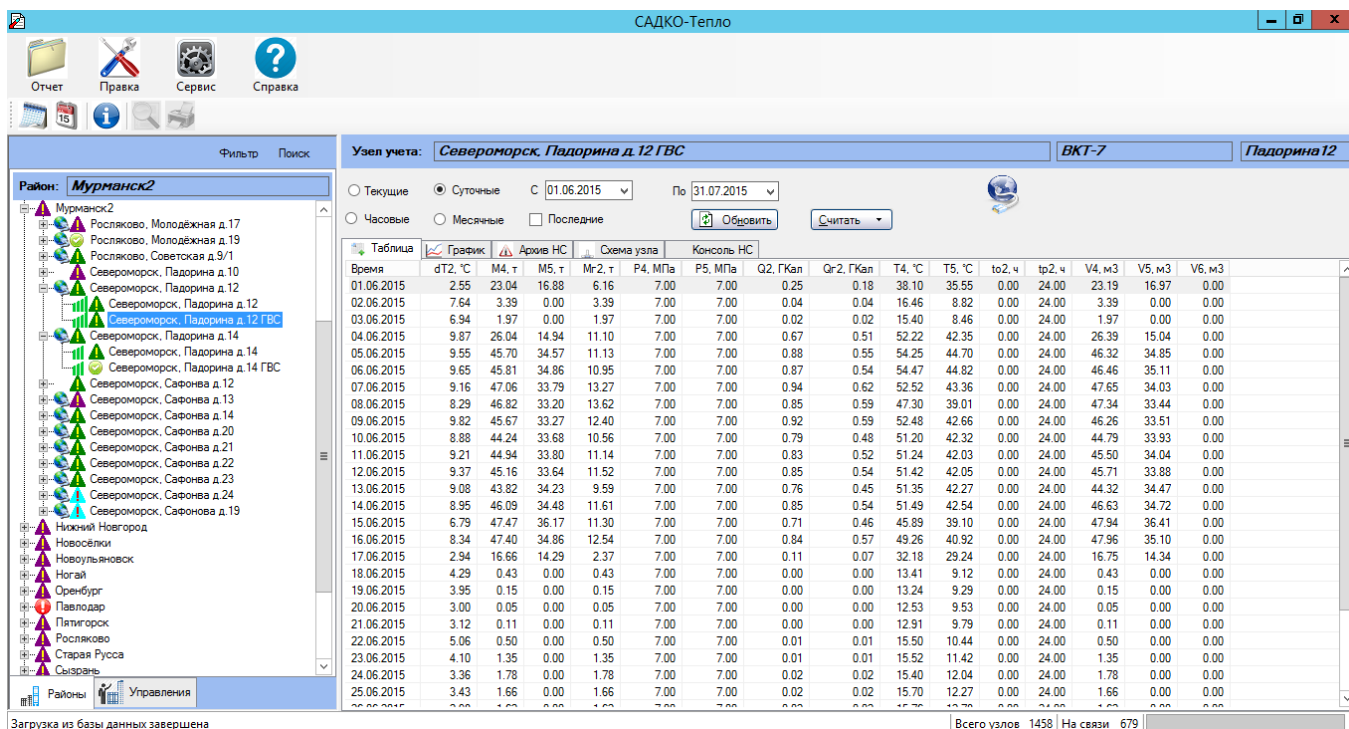 САДКО-Тепло
Отчет Правка Сервис Справка
15
Фильтр Поиск
Район: Мурманск2
Мурманск2
Росляково, Молодёжная д.17
Росляково, Молодёжная д.19
Росляково, Советская д.9/1
Североморск, Падорина д.10
Североморск, Падорина д.12
Североморск, Падорина д.12
Североморск, Падорина д.12 ГВС
Североморск, Падорина д.14
Североморск, Падорина д.14
Североморск, Падорина д.14 ГВС
Североморск, Сафонва д.12
Североморск, Сафонва д.13
Североморск, Сафонва д.14
Североморск, Сафонва д.20
Североморск, Сафонва д.21
Североморск, Сафонва д.22
Североморск, Сафонва д.23
Североморск, Сафонва д.24
Североморск, Сафонова д.19
Нижний Новгород
Новосёлки
Новоульяновск
Ногай
Оренбург
Павлодар
Пятигорск
Росляково
Старая Русса
Сызрань
Районы Управления
Узел учета: Североморск, Падорина д.12 ГВС ВКТ-7 Падорина12
Текущие Суточные С 01.06.2015 По 31.07.2015
Часовые Месячные Последние Обновить Считать
Таблица График Архив НС Схема узла Консоль НС
Время dT2, °C M4, т M5, т Mг2, т P4, МПа P5, МПа Q2, ГКал Qг2, ГКал T4, °C T5, °C to2, ч tp2, ч V4, м3 V5, м3 V6, м3
01.06.2015 2.55 23.04 16.88 6.16 7.00 7.00 0.25 0.18 38.10 35.55 0.00 24.00 23.19 16.97 0.00
02.06.2015 7.64 3.39 0.00 3.39 7.00 7.00 0.04 0.04 16.46 8.82 0.00 24.00 3.39 0.00 0.00
03.06.2015 6.94 1.97 0.00 1.97 7.00 7.00 0.02 0.02 15.40 8.46 0.00 24.00 1.97 0.00 0.00
04.06.2015 9.87 26.04 14.94 11.10 7.00 7.00 0.67 0.51 52.22 42.35 0.00 24.00 26.39 15.04 0.00
05.06.2015 9.55 45.70 34.57 11.13 7.00 7.00 0.88 0.55 54.25 44.70 0.00 24.00 46.32 34.85 0.00
06.06.2015 9.65 45.81 34.86 10.95 7.00 7.00 0.87 0.54 54.47 44.82 0.00 24.00 46.46 35.11 0.00
07.06.2015 9.16 47.06 33.79 13.27 7.00 7.00 0.94 0.62 52.52 43.36 0.00 24.00 47.65 34.03 0.00
08.06.2015 8.29 46.82 33.20 13.62 7.00 7.00 0.85 0.59 47.30 39.01 0.00 24.00 47.34 33.44 0.00
09.06.2015 9.82 45.67 33.27 12.40 7.00 7.00 0.92 0.59 52.48 42.66 0.00 24.00 46.26 33.51 0.00
10.06.2015 8.88 44.24 33.68 10.56 7.00 7.00 0.79 0.48 51.20 42.32 0.00 24.00 44.79 33.93 0.00
11.06.2015 9.21 44.94 33.80 11.14 7.00 7.00 0.83 0.52 51.24 42.03 0.00 24.00 45.50 34.04 0.00
12.06.2015 9.37 45.16 33.64 11.52 7.00 7.00 0.85 0.54 51.42 42.05 0.00 24.00 45.71 33.88 0.00
13.06.2015 9.08 43.82 34.23 9.59 7.00 7.00 0.76 0.45 51.35 42.27 0.00 24.00 44.32 34.47 0.00
14.06.2015 8.95 46.09 34.48 11.61 7.00 7.00 0.85 0.54 51.49 42.54 0.00 24.00 46.63 34.72 0.00
15.06.2015 6.79 47.47 36.17 11.30 7.00 7.00 0.71 0.46 45.89 39.10 0.00 24.00 47.94 36.41 0.00
16.06.2015 8.34 47.40 34.86 12.54 7.00 7.00 0.84 0.57 49.26 40.92 0.00 24.00 47.96 35.10 0.00
17.06.2015 2.94 16.66 14.29 2.37 7.00 7.00 0.11 0.07 32.18 29.24 0.00 24.00 16.75 14.34 0.00
18.06.2015 4.29 0.43 0.00 0.43 7.00 7.00 0.00 0.00 13.41 9.12 0.00 24.00 0.43 0.00 0.00
19.06.2015 3.95 0.15 0.00 0.15 7.00 7.00 0.00 0.00 13.24 9.29 0.00 24.00 0.15 0.00 0.00
20.06.2015 3.00 0.05 0.00 0.05 7.00 7.00 0.00 0.00 12.53 9.53 0.00 24.00 0.05 0.00 0.00
21.06.2015 3.12 0.11 0.00 0.11 7.00 7.00 0.00 0.00 12.91 9.79 0.00 24.00 0.11 0.00 0.00
22.06.2015 5.06 0.50 0.00 0.50 7.00 7.00 0.01 0.01 15.50 10.44 0.00 24.00 0.50 0.00 0.00
23.06.2015 4.10 1.35 0.00 1.35 7.00 7.00 0.01 0.01 15.52 11.42 0.00 24.00 1.35 0.00 0.00
24.06.2015 3.36 1.78 0.00 1.78 7.00 7.00 0.02 0.02 15.40 12.04 0.00 24.00 1.78 0.00 0.00
25.06.2015 3.43 1.66 0.00 1.66 7.00 7.00 0.02 0.02 15.70 12.27 0.00 24.00 1.66 0.00 0.00
Загрузка из базы данных завершена Всего узлов 1458 На связи 679